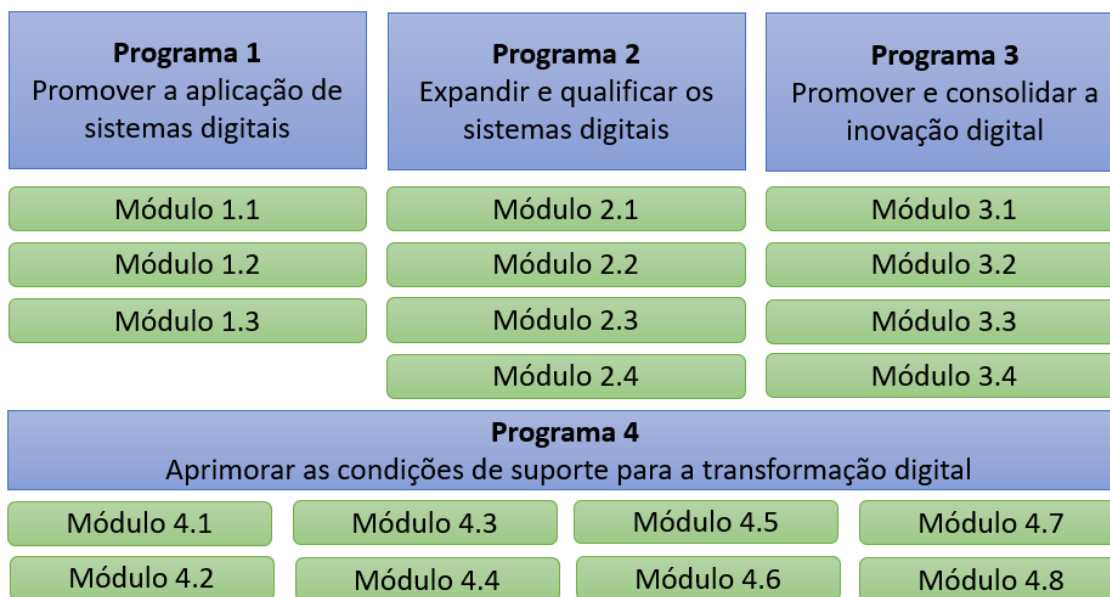 Programa 1
Promover a aplicação de
sistemas digitais
Módulo 1.1
Módulo 1.2
Módulo 1.3
Programa 2
Expandir e qualificar os
sistemas digitais
Módulo 2.1
Módulo 2.2
Módulo 2.3
Módulo 2.4
Programa 3
Promover e consolidar a
inovação digital
Módulo 3.1
Módulo 3.2
Módulo 3.3
Módulo 3.4
Programa 4
Aprimorar as condições de suporte para a transformação digital
Módulo 4.1
Módulo 4.2
Módulo 4.3
Módulo 4.4
Módulo 4.5
Módulo 4.6
Módulo 4.7
Módulo 4.8